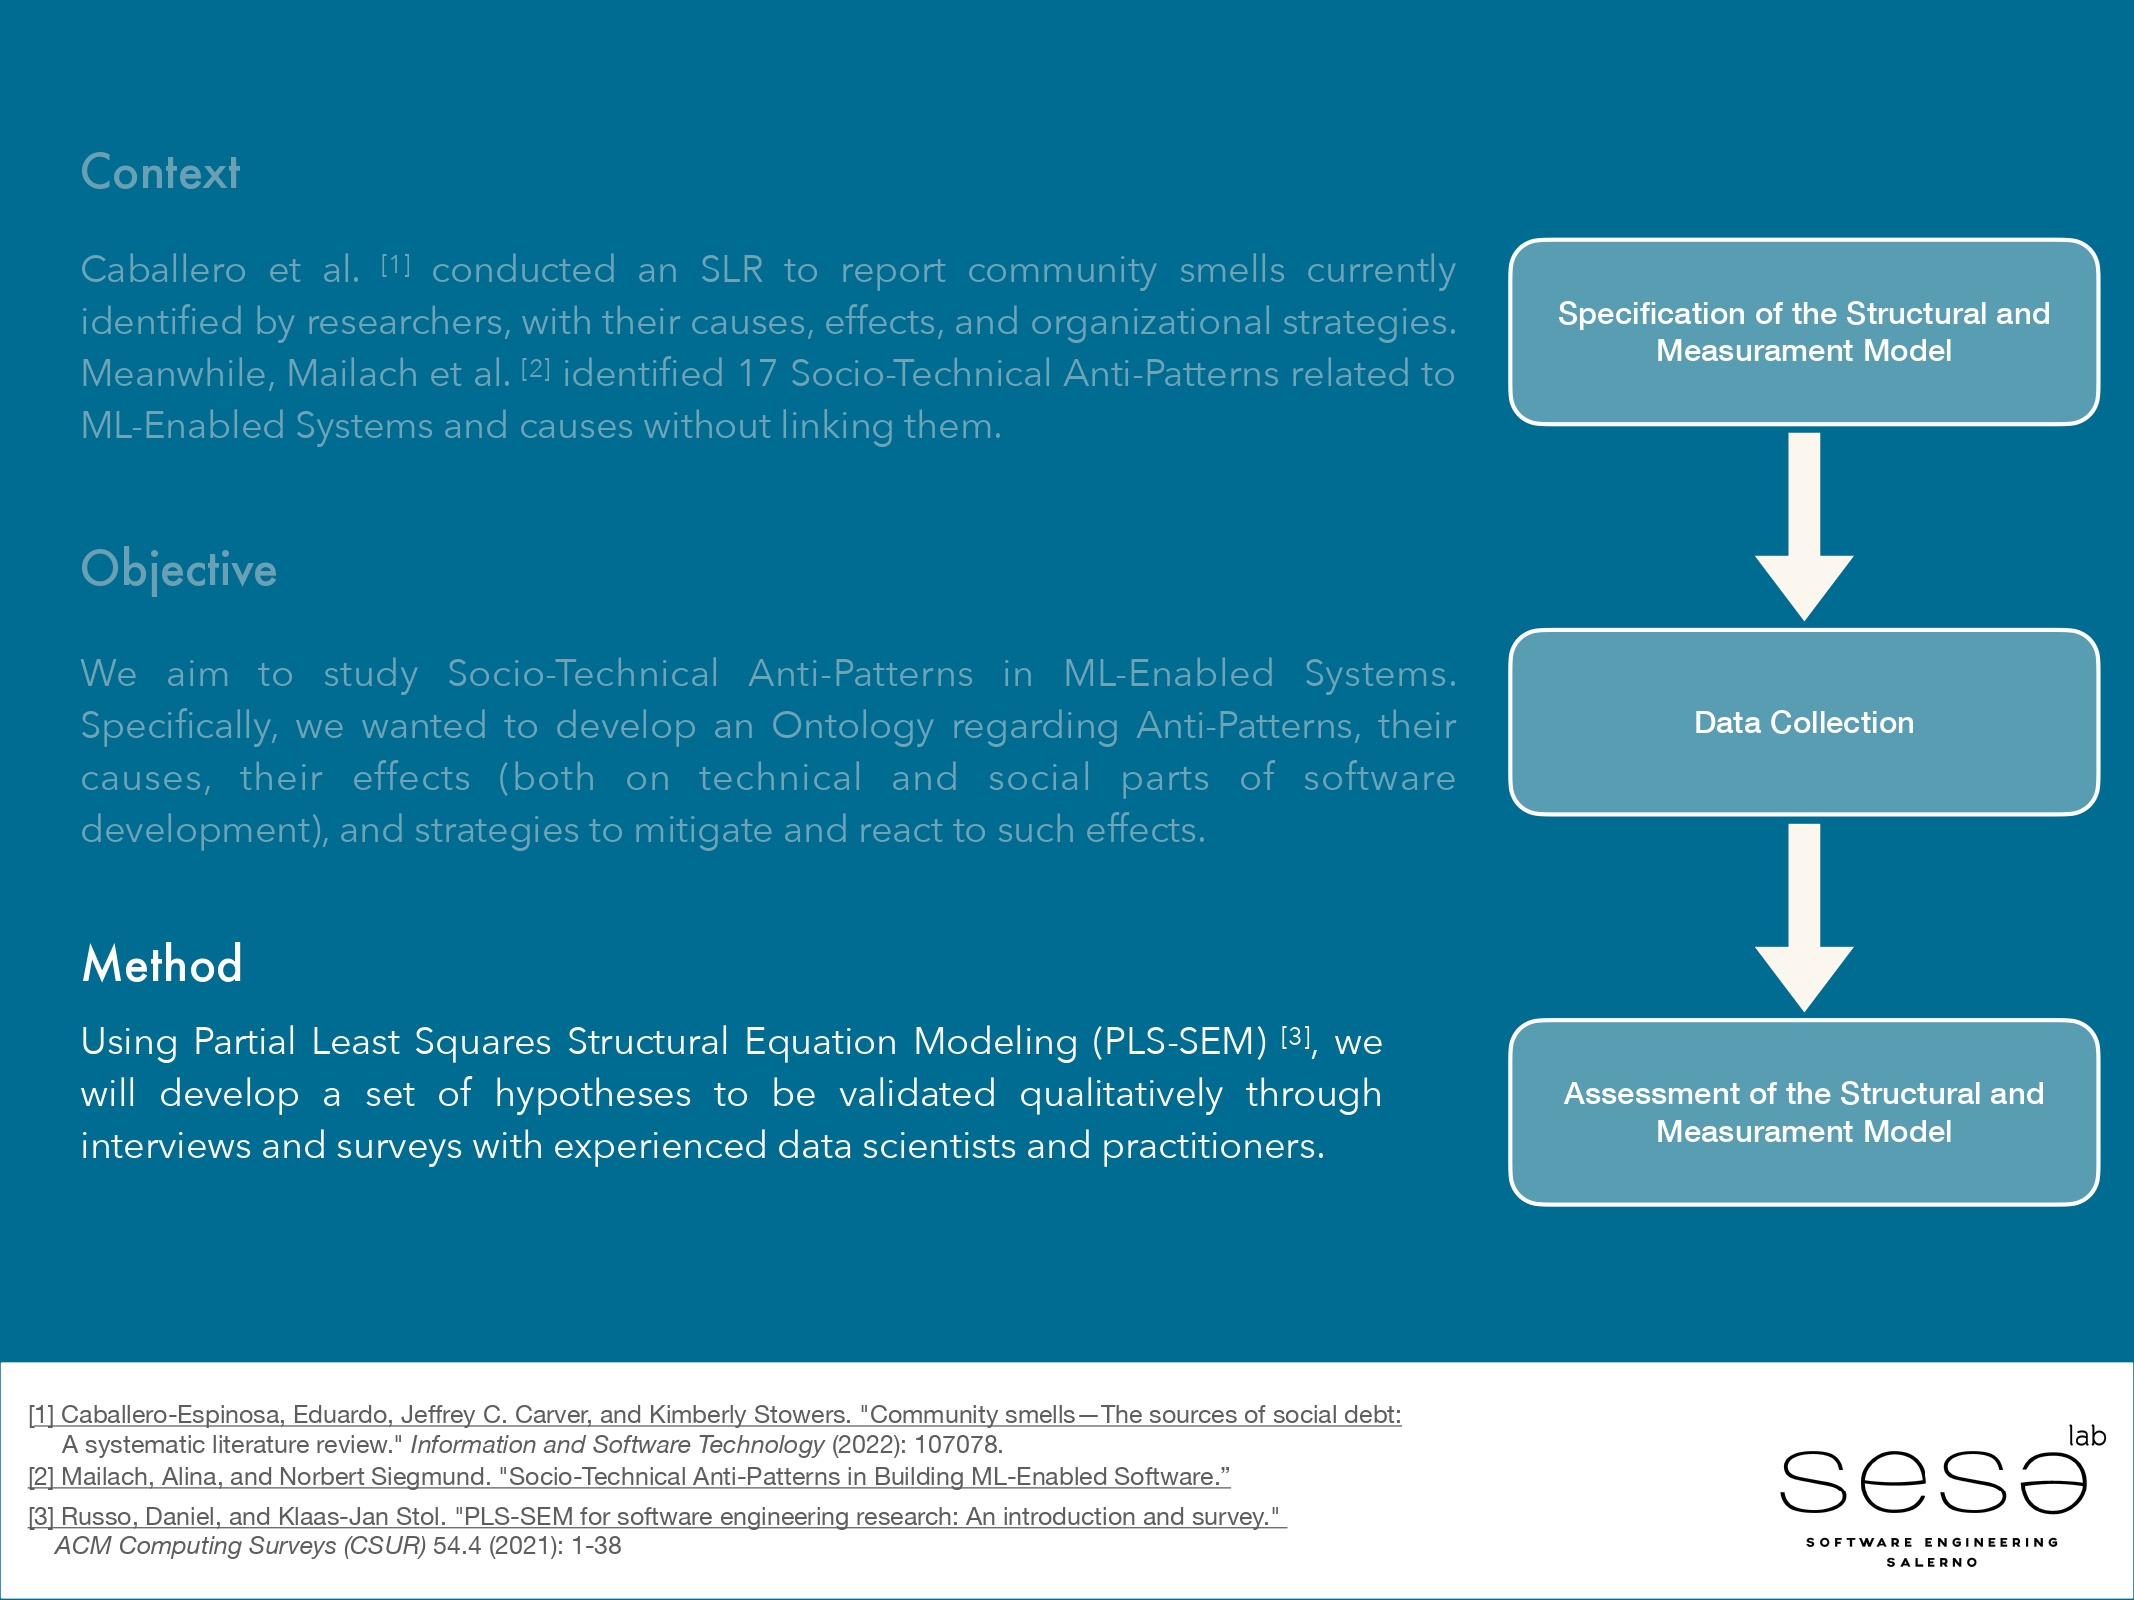 Context
Caballero et al. [1] conducted an SLR to report community smells currently
identified by researchers, with their causes, effects, and organizational strategies.
Meanwhile, Mailach et al. [2] identified 17 Socio-Technical Anti-Patterns related to
ML-Enabled Systems and causes without linking them.
Objective
We aim to study Socio-Technical Anti-Patterns in ML-Enabled Systems.
Specifically, we wanted to develop an Ontology regarding Anti-Patterns, their
causes, their effects (both on technical and social parts of software
development), and strategies to mitigate and react to such effects.
Method
Using Partial Least Squares Structural Equation Modeling (PLS-SEM) [3], we
will develop a set of hypotheses to be validated qualitatively through
interviews and surveys with experienced data scientists and practitioners.
Specification of the Structural and
Measurament Model
Data Collection
Assessment of the Structural and
Measurament Model
[1] Caballero-Espinosa, Eduardo, Jeffrey C. Carver, and Kimberly Stowers. "Community smells—The sources of social debt:
A systematic literature review." Information and Software Technology (2022): 107078.
[2] Mailach, Alina, and Norbert Siegmund. "Socio-Technical Anti-Patterns in Building ML-Enabled Software.”
[3] Russo, Daniel, and Klaas-Jan Stol. "PLS-SEM for software engineering research: An introduction and survey."
ACM Computing Surveys (CSUR) 54.4 (2021): 1-38
sesa lab
SOFTWARE ENGINEERING
SALERNO